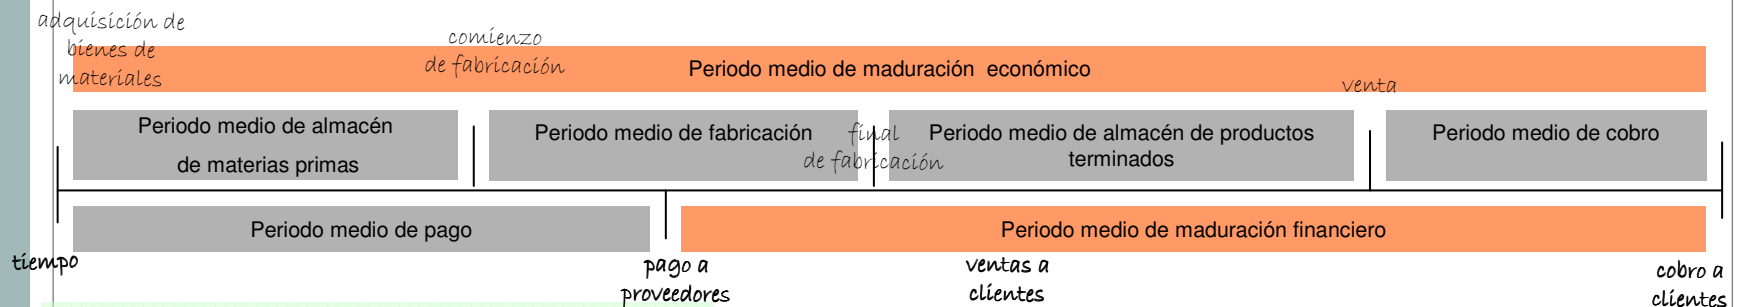 adquisición de
bienes de
materiales
comienzo
de fabricación
Periodo medio de maduración económico
venta
Periodo medio de almacén
de materias primas
Periodo medio de fabricación
final
de fabricación
Periodo medio de almacén de productos
terminados
Periodo medio de cobro
Periodo medio de pago
Periodo medio de maduración financiero
tiempo
pago a
proveedores
ventas a
clientes
cobro a
clientes